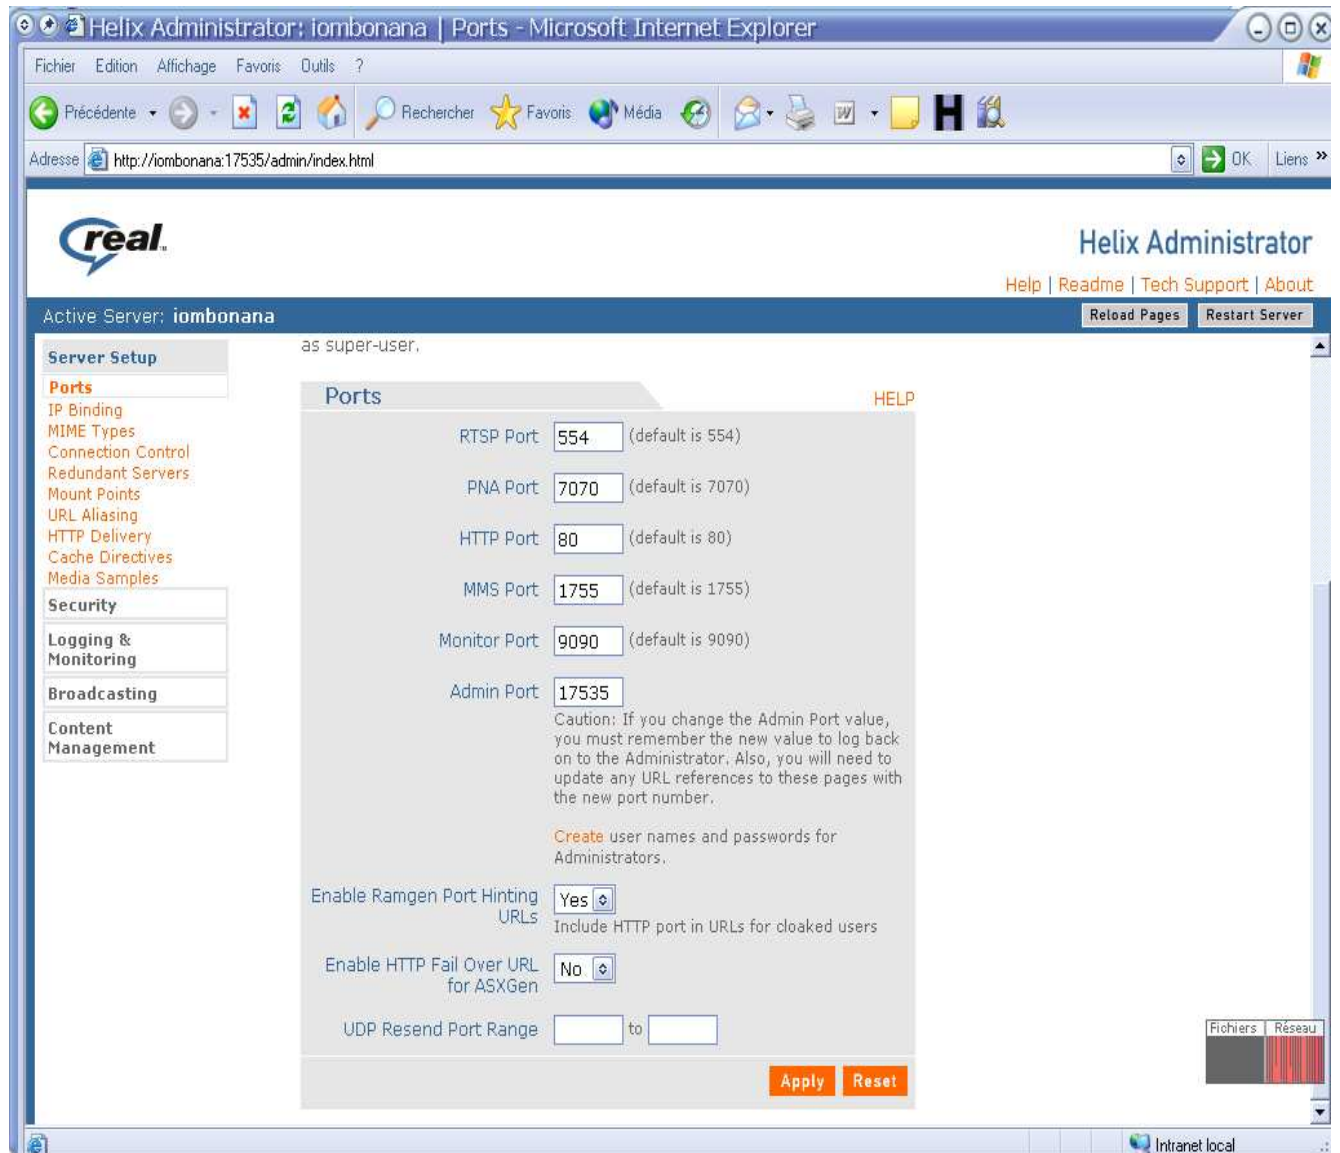 Helix Administrator: iombonana | Ports - Microsoft Internet Explorer
Fichier Edition Affichage Favoris Outils ?
Précédente Rechercher Favoris Média
Adresse http://iombonana:17535/admin/index.html OK Liens »
real
Helix Administrator
Help | Readme | Tech Support | About
Active Server: iombonana Reload Pages Restart Server
Server Setup
Ports
IP Binding
MIME Types
Connection Control
Redundant Servers
Mount Points
URL Aliasing
HTTP Delivery
Cache Directives
Media Samples
Security
Logging &
Monitoring
Broadcasting
Content
Management
as super-user.
Ports HELP
RTSP Port 554 (default is 554)
PNA Port 7070 (default is 7070)
HTTP Port 80 (default is 80)
MMS Port 1755 (default is 1755)
Monitor Port 9090 (default is 9090)
Admin Port 17535
Caution: If you change the Admin Port value,
you must remember the new value to log back
on to the Administrator. Also, you will need to
update any URL references to these pages with
the new port number.
Create user names and passwords for
Administrators.
Enable Ramgen Port Hinting
URLs
Yes
Include HTTP port in URLs for cloaked users
Enable HTTP Fail Over URL
for ASXGen
No
UDP Resend Port Range to
Apply Reset
Fichiers Réseau
Intranet local